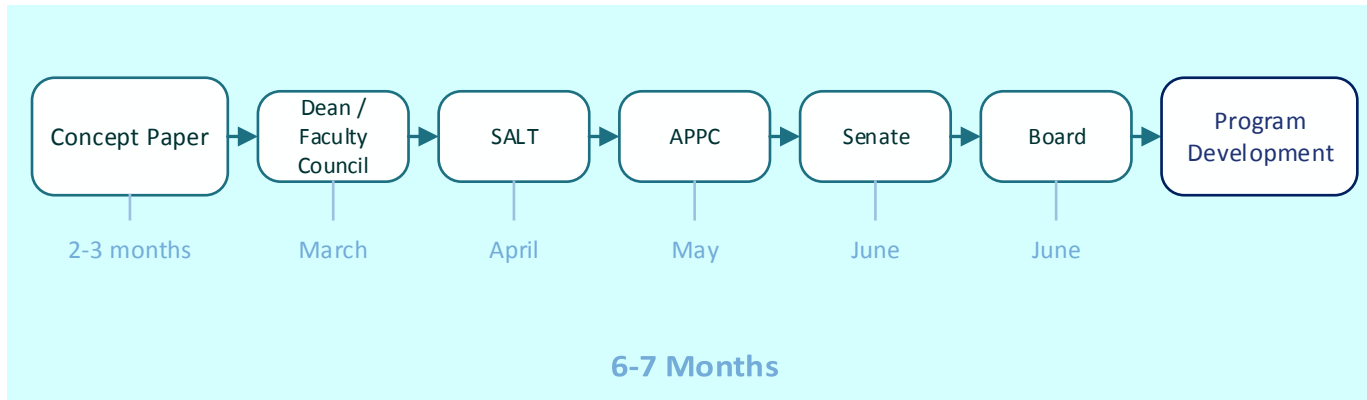 Concept Paper
Dean /
Faculty
Council
SALT
APPC
Senate
Board
Program
Development
2-3 months
March
April
May
June
June
6-7 Months